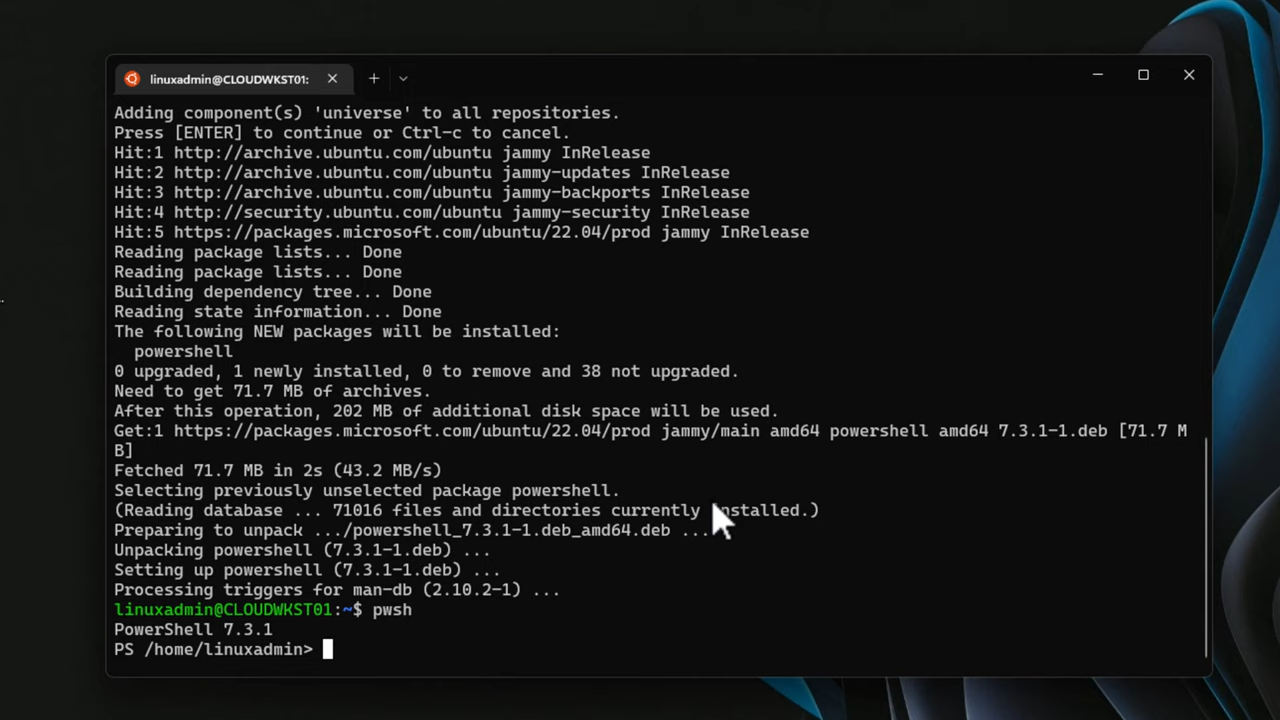 linuxadmin@CLOUDWKST01:
Adding component(s) 'universe' to all repositories.
Press [ENTER] to continue or Ctrl-c to cancel.
Hit:1 http://archive.ubuntu.com/ubuntu jammy InRelease
Hit:2 http://archive.ubuntu.com/ubuntu jammy-updates InRelease
Hit:3 http://archive.ubuntu.com/ubuntu jammy-backports InRelease
Hit:4 http://security.ubuntu.com/ubuntu jammy-security InRelease
Hit:5 https://packages.microsoft.com/ubuntu/22.04/prod jammy InRelease
Reading package lists... Done
Reading package lists... Done
Building dependency tree... Done
Reading state information... Done
The following NEW packages will be installed:
  powershell
0 upgraded, 1 newly installed, 0 to remove and 38 not upgraded.
Need to get 71.7 MB of archives.
After this operation, 202 MB of additional disk space will be used.
Get:1 https://packages.microsoft.com/ubuntu/22.04/prod jammy/main amd64 powershell amd64 7.3.1-1.deb [71.7 M
B]
Fetched 71.7 MB in 2s (43.2 MB/s)
Selecting previously unselected package powershell.
(Reading database ... 71016 files and directories currently installed.)
Preparing to unpack .../powershell_7.3.1-1.deb_amd64.deb ...
Unpacking powershell (7.3.1-1.deb) ...
Setting up powershell (7.3.1-1.deb) ...
Processing triggers for man-db (2.10.2-1) ...
linuxadmin@CLOUDWKST01:~$ pwsh
PowerShell 7.3.1
PS /home/linuxadmin>